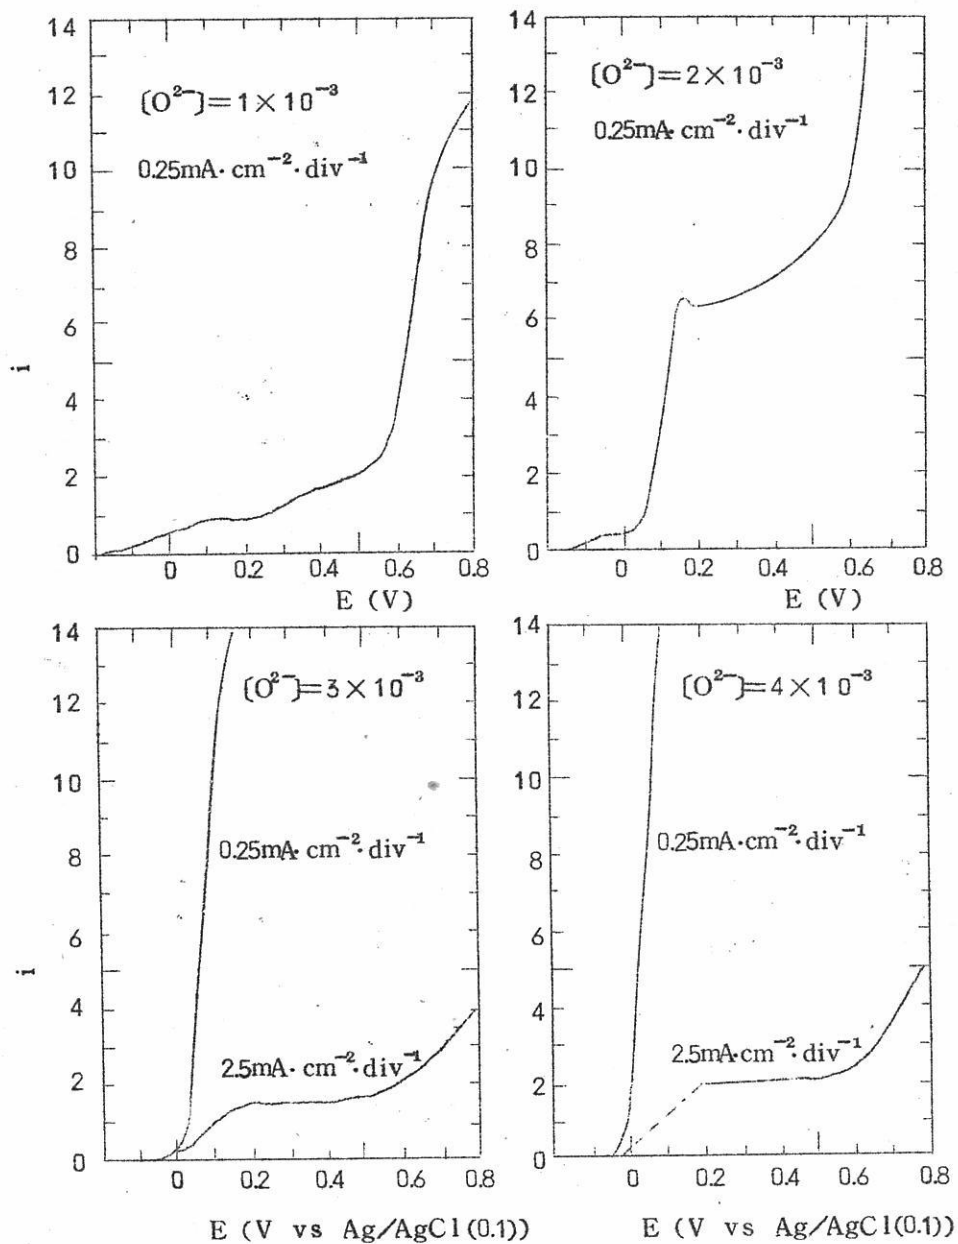 14
12
10
8
6
4
2
0
i
[O²⁻]=1×10⁻³
0.25mA·cm⁻²·div⁻¹
0 0.2 0.4 0.6 0.8
E (V)
14
12
10
8
6
4
2
0
[O²⁻]=2×10⁻³
0.25mA·cm⁻²·div⁻¹
0 0.2 0.4 0.6 0.8
E (V)
14
12
10
8
6
4
2
0
i
[O²⁻]=3×10⁻³
0.25mA·cm⁻²·div⁻¹
2.5mA·cm⁻²·div⁻¹
0 0.2 0.4 0.6 0.8
E (V vs Ag/AgCl(0.1))
14
12
10
8
6
4
2
0
[O²⁻]=4×10⁻³
0.25mA·cm⁻²·div⁻¹
2.5mA·cm⁻²·div⁻¹
0 0.2 0.4 0.6 0.8
E (V vs Ag/AgCl(0.1))